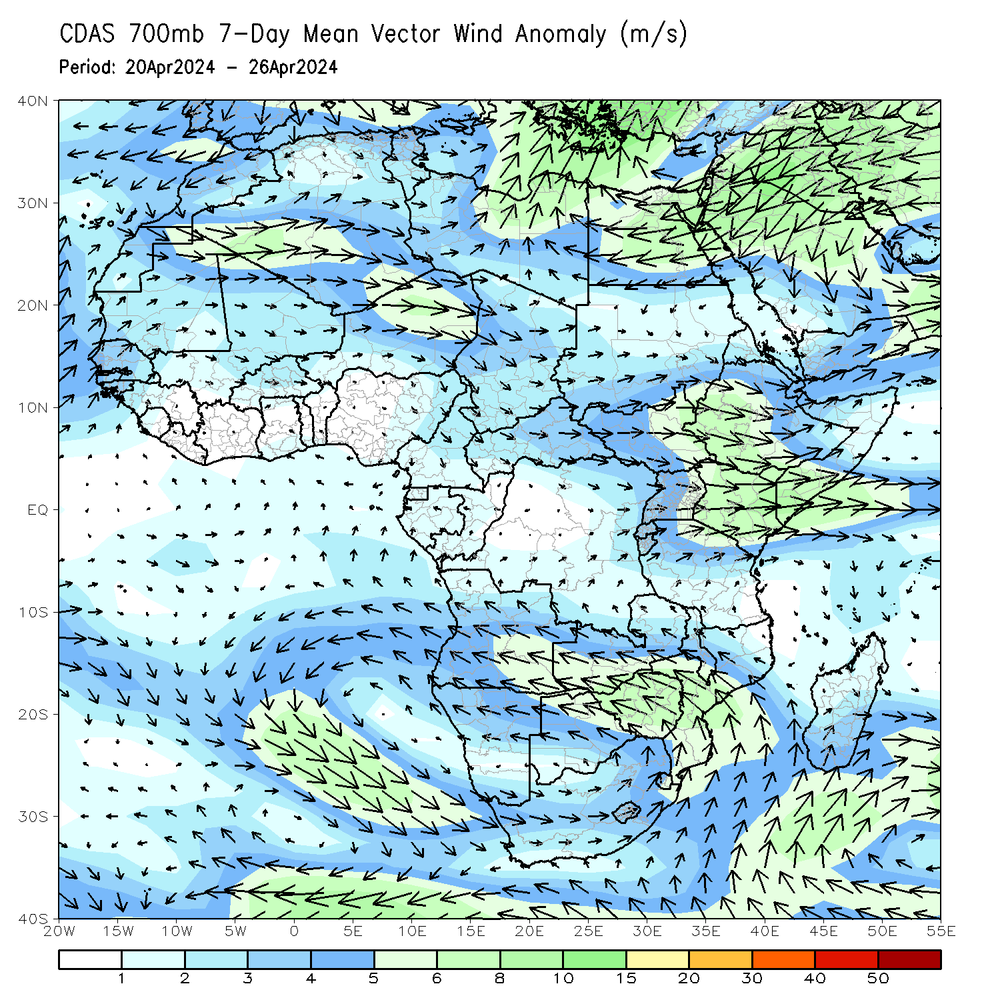 CDAS 700mb 7-Day Mean Vector Wind Anomaly (m/s)
Period: 20Apr2024 - 26Apr2024
40N
30N
20N
10N
EQ
10S
20S
30S
40S
20W 15W 10W 5W 0 5E 10E 15E 20E 25E 30E 35E 40E 45E 50E 55E
1 2 3 4 5 6 8 10 15 20 30 40 50